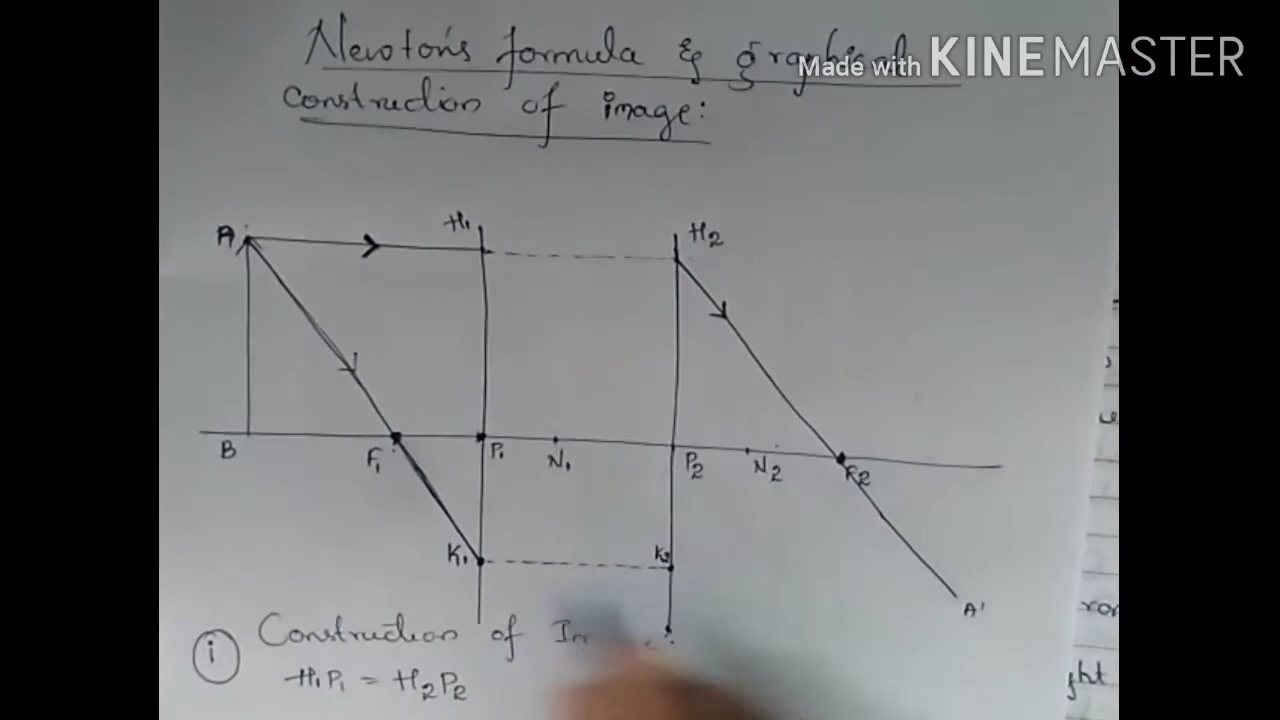 Newton's formula & graphical
Made with KINEMASTER
construction of image:
A
H1
H2
B
F1
P1
N1
P2
N2
F2
K1
K2
A'
i Construction of
H1P1 = H2P2